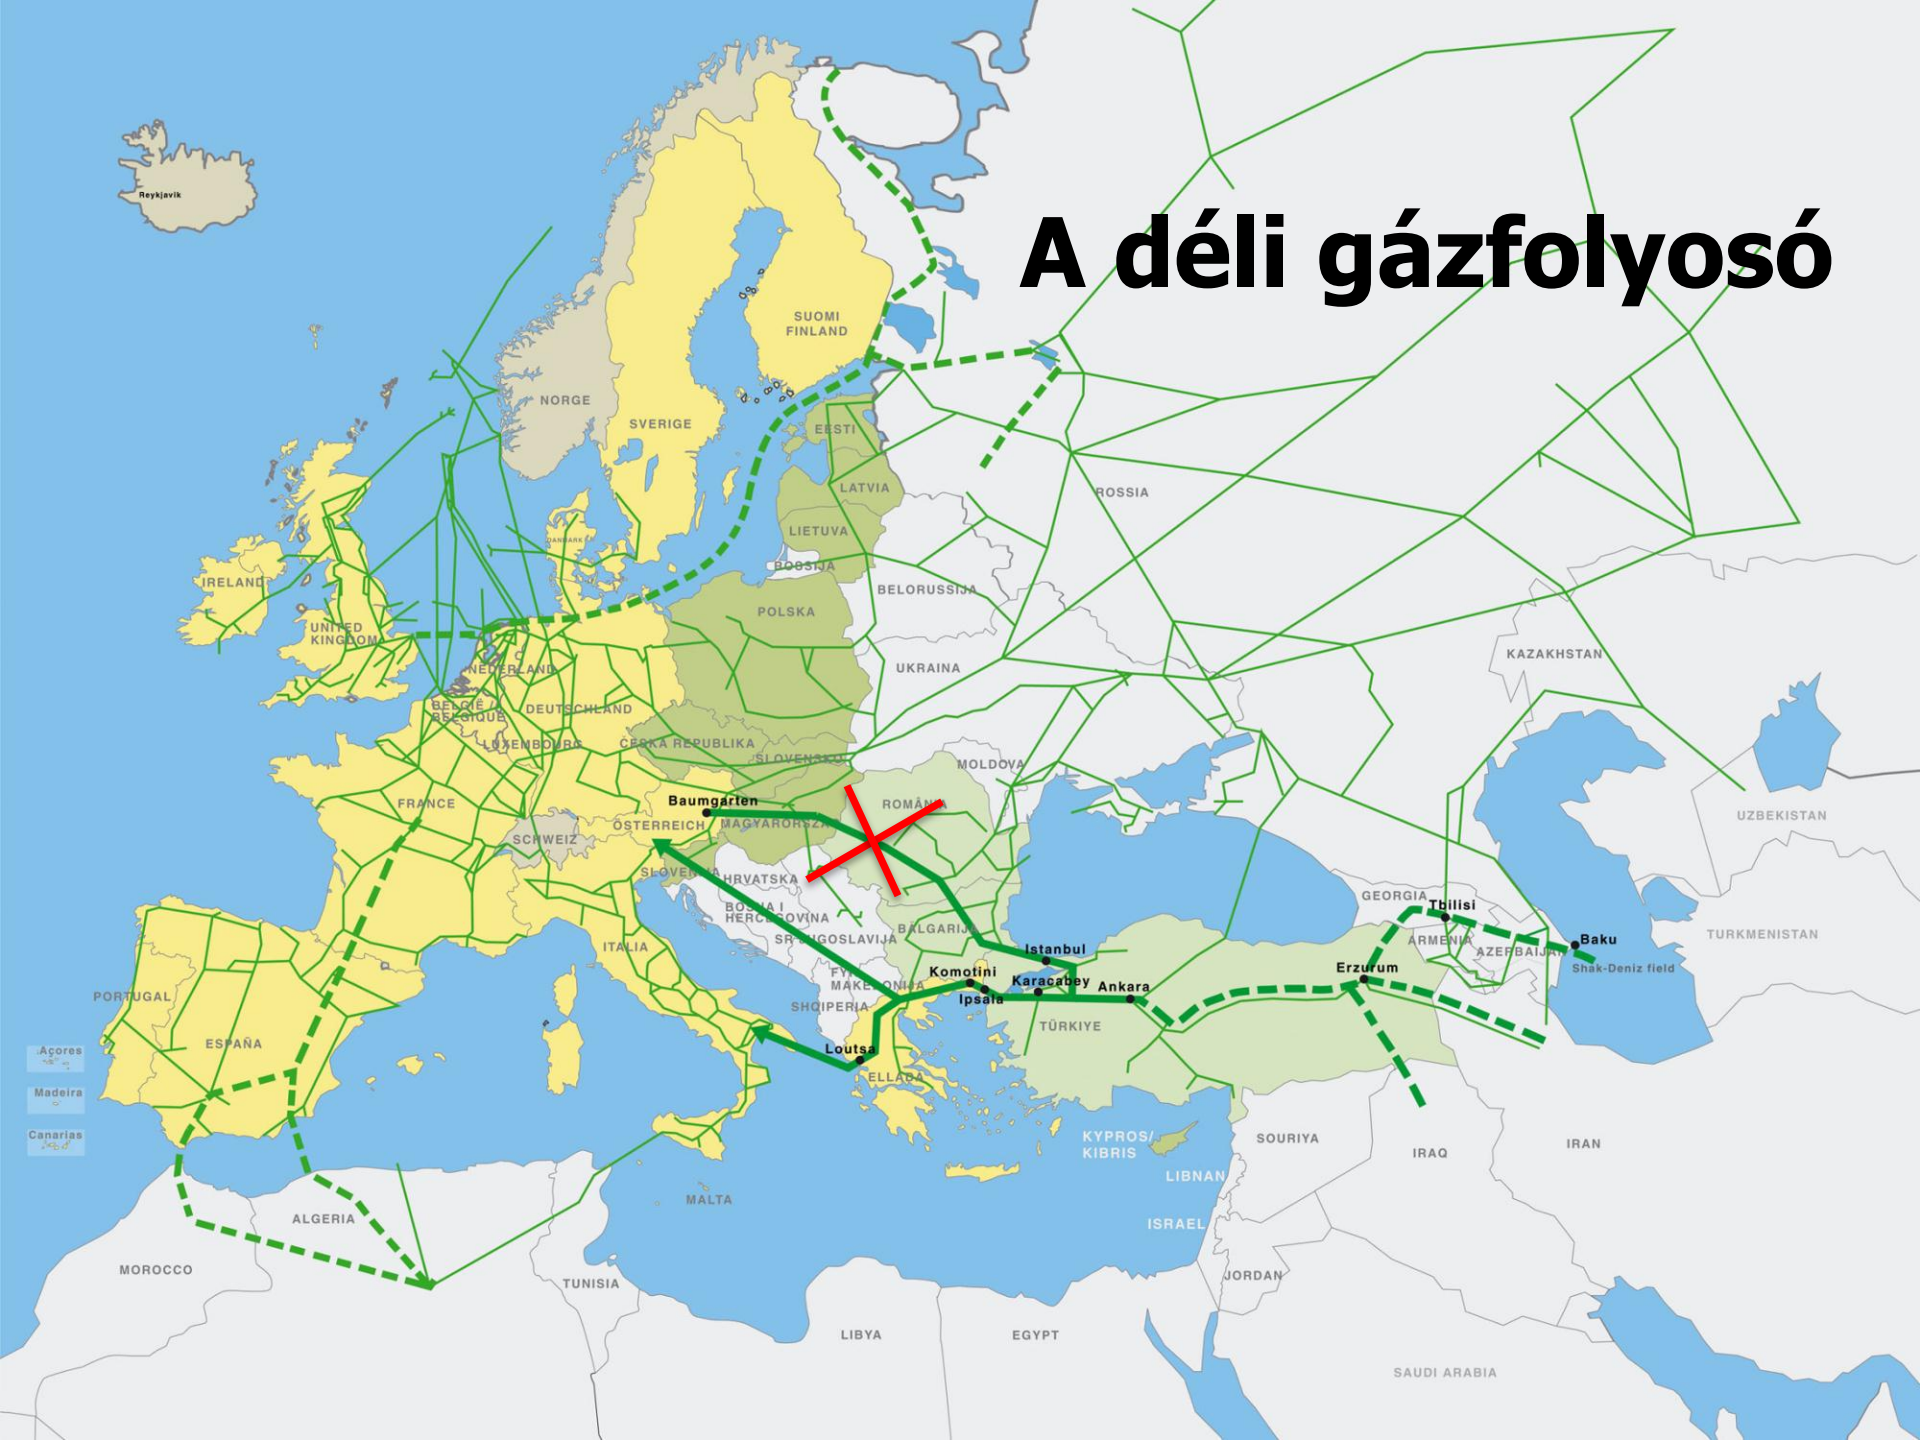 A déli gázfolyosó
Reykjavik
SUOMI
FINLAND
NORGE
SVERIGE
EESTI
LATVIA
ROSSIA
LIETUVA
DANMARK
ROSSIJA
IRELAND
BELORUSSIJA
POLSKA
UNITED
KINGDOM
KAZAKHSTAN
UKRAINA
NEDERLAND
BELGIË /
BELGIQUE
DEUTSCHLAND
LUXEMBOURG
ČESKA REPUBLIKA
SLOVENSKO
MOLDOVA
Baumgarten
FRANCE
ROMÂNIA
UZBEKISTAN
ÖSTERREICH
MAGYARORSZAG
SCHWEIZ
SLOVENIJA
HRVATSKA
GEORGIA
Tbilisi
BOSNA I
HERCEGOVINA
BÃLGARIJA
TURKMENISTAN
SR JUGOSLAVIJA
ITALIA
Istanbul
ARMENIA
Baku
AZERBAIJAN
Shak-Deniz field
Erzurum
Komotini
FYR
MAKEDONIJA
Karacabey
Ankara
PORTUGAL
Ipsala
SHQIPERIA
TÜRKIYE
ESPAÑA
Açores
Loutsa
ELLADA
Madeira
Canarias
KYPROS/
KIBRIS
SOURIYA
IRAN
IRAQ
LIBNAN
MALTA
ALGERIA
ISRAEL
MOROCCO
JORDAN
TUNISIA
LIBYA
EGYPT
SAUDI ARABIA